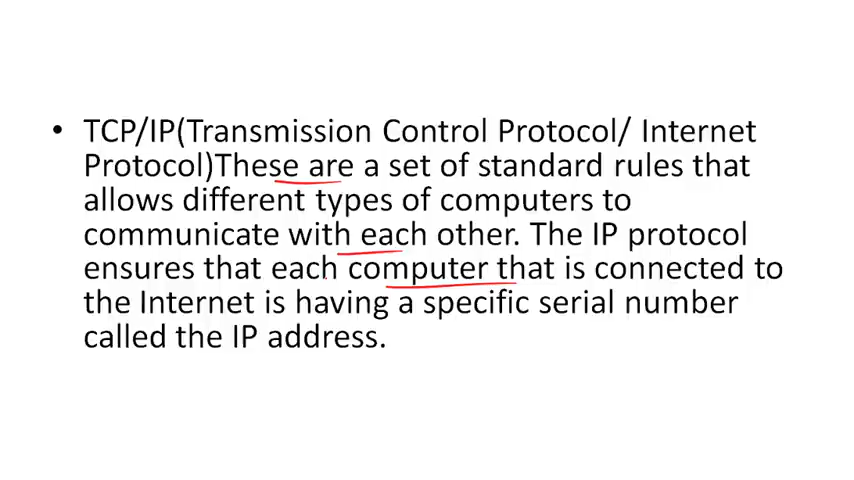 • TCP/IP(Transmission Control Protocol/ Internet
Protocol)These are a set of standard rules that
allows different types of computers to
communicate with each other. The IP protocol
ensures that each computer that is connected to
the Internet is having a specific serial number
called the IP address.